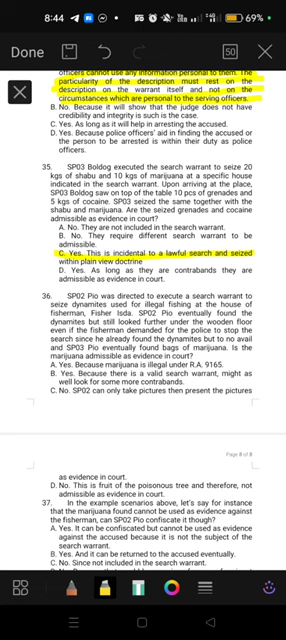 8:44
69%
Done
50
officers cannot use any information personal to them. The
particularity of the description must rest on the
description on the warrant itself and not on the
circumstances which are personal to the serving officers.
B. No. Because it will show that the judge does not have
credibility and integrity is such is the case.
C. Yes. As long as it will help in arresting the accused.
D. Yes. Because police officers' aid in finding the accused or
the person to be arrested is within their duty as police
officers.
35. SP03 Boldog executed the search warrant to seize 20
kgs of shabu and 10 kgs of marijuana at a specific house
indicated in the search warrant. Upon arriving at the place,
SP03 Boldog saw on top of the table 10 pcs of grenades and
5 kgs of cocaine. SP03 seized the same together with the
shabu and marijuana. Are the seized grenades and cocaine
admissible as evidence in court?
A. No. They are not included in the search warrant.
B. No. They require different search warrant to be
admissible.
C. Yes. This is incidental to a lawful search and seized
within plain view doctrine
D. Yes. As long as they are contrabands they are
admissible as evidence in court.
36. SP02 Pio was directed to execute a search warrant to
seize dynamites used for illegal fishing at the house of
fisherman, Fisher Isda. SP02 Pio eventually found the
dynamites but still looked further under the wooden floor
even if the fisherman demanded for the police to stop the
search since he already found the dynamites but to no avail
and SP03 Pio eventually found bags of marijuana. Is the
marijuana admissible as evidence in court?
A. Yes. Because marijuana is illegal under R.A. 9165.
B. Yes. Because there is a valid search warrant, might as
well look for some more contrabands.
C. No. SP02 can only take pictures then present the pictures
Page 8 of 8
as evidence in court.
D. No. This is fruit of the poisonous tree and therefore, not
admissible as evidence in court.
37. In the example scenarios above, let's say for instance
that the marijuana found cannot be used as evidence against
the fisherman, can SP02 Pio confiscate it though?
A. Yes. It can be confiscated but cannot be used as evidence
against the accused because it is not the subject of the
search warrant.
B. Yes. And it can be returned to the accused eventually.
C. No. Since not included in the search warrant.